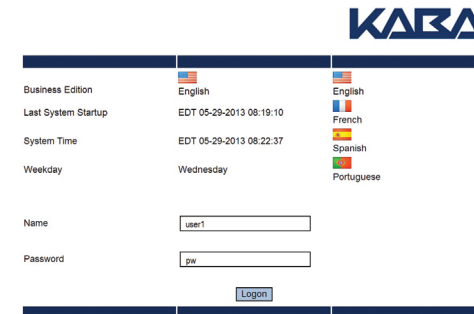 KABA
Business Edition English English
Last System Startup EDT 05-29-2013 08:19:10 French
System Time EDT 05-29-2013 08:22:37 Spanish
Weekday Wednesday Portuguese
Name user1
Password pw
Logon